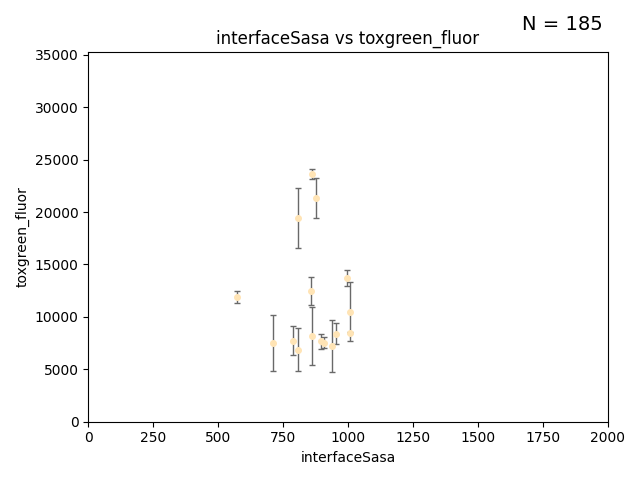 N = 185
interfaceSasa vs toxgreen_fluor
35000
30000
25000
20000
15000
10000
5000
0
toxgreen_fluor
0 250 500 750 1000 1250 1500 1750 2000
interfaceSasa